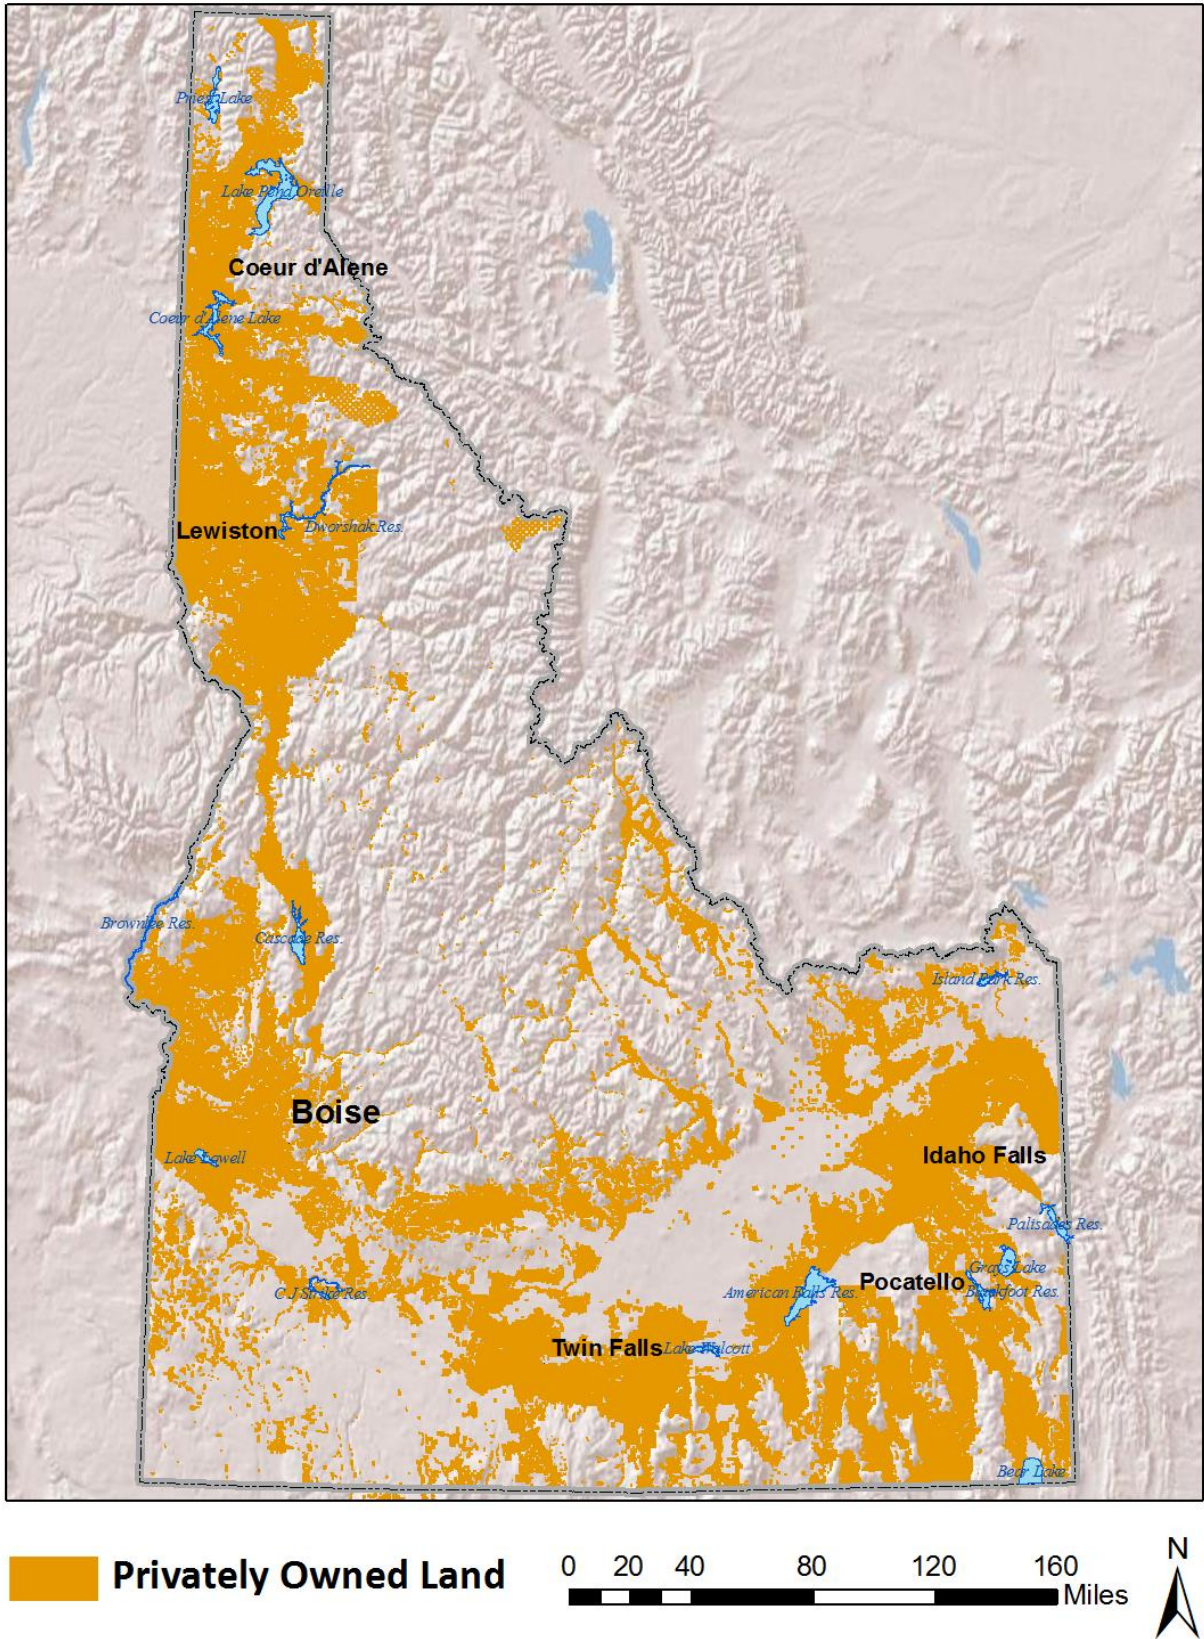 Priest Lake
Lake Pend Oreille
Coeur d'Alene
Coeur d'Alene Lake
Lewiston
Dworshak Res.
Brownlee Res.
Cascade Res.
Island Park Res.
Boise
Lake Lowell
Idaho Falls
Palisades Res.
Grays Lake
Pocatello
Blackfoot Res.
American Falls Res.
C.J Strike Res.
Twin Falls
Lake Walcott
Bear Lake
Privately Owned Land
0 20 40 80 120 160
Miles
N